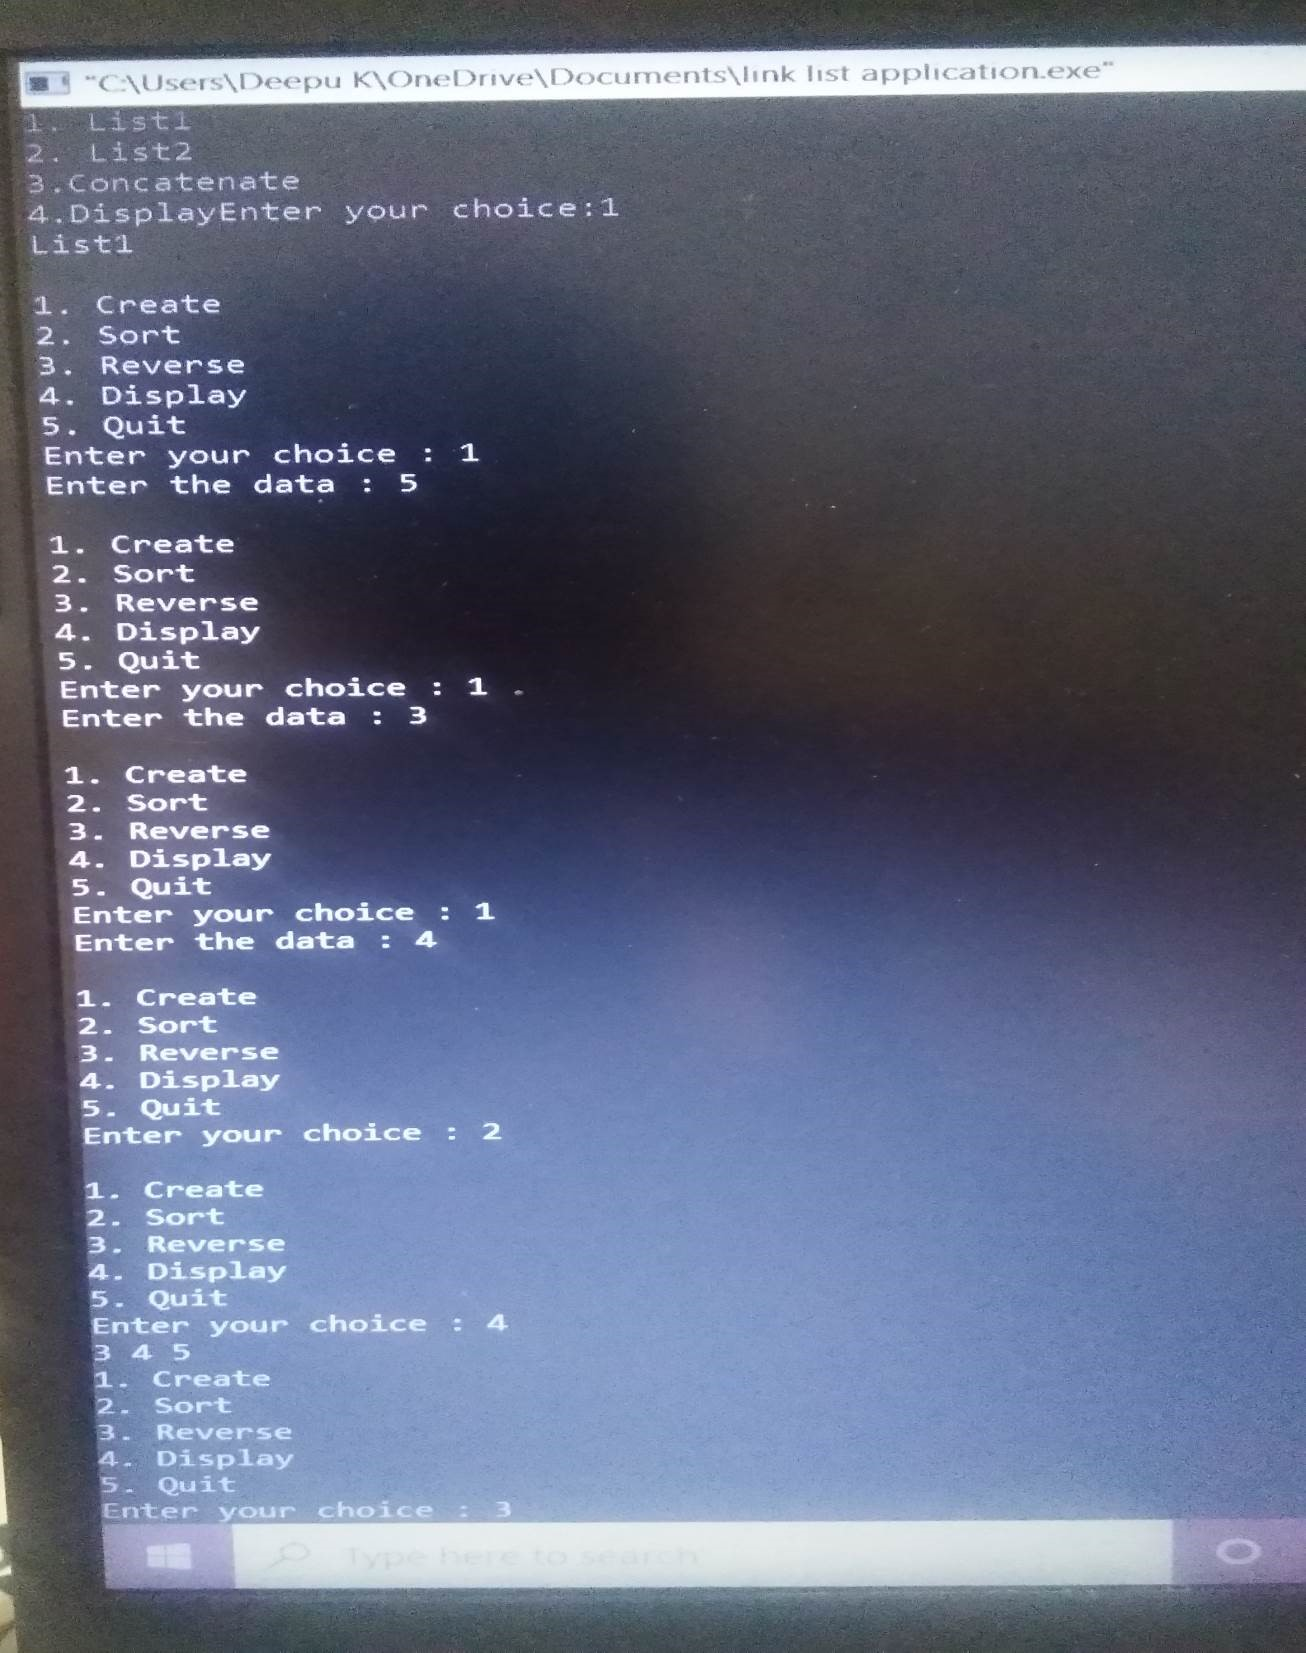 "C:\Users\Deepu K\OneDrive\Documents\link list application.exe"
1. List1
2. List2
3.Concatenate
4.DisplayEnter your choice:1
List1
1. Create
2. Sort
3. Reverse
4. Display
5. Quit
Enter your choice : 1
Enter the data : 5
1. Create
2. Sort
3. Reverse
4. Display
5. Quit
Enter your choice : 1
Enter the data : 3
1. Create
2. Sort
3. Reverse
4. Display
5. Quit
Enter your choice : 1
Enter the data : 4
1. Create
2. Sort
3. Reverse
4. Display
5. Quit
Enter your choice : 2
1. Create
2. Sort
3. Reverse
4. Display
5. Quit
Enter your choice : 4
3 4 5
1. Create
2. Sort
3. Reverse
4. Display
5. Quit
Enter your choice : 3
Type here to search